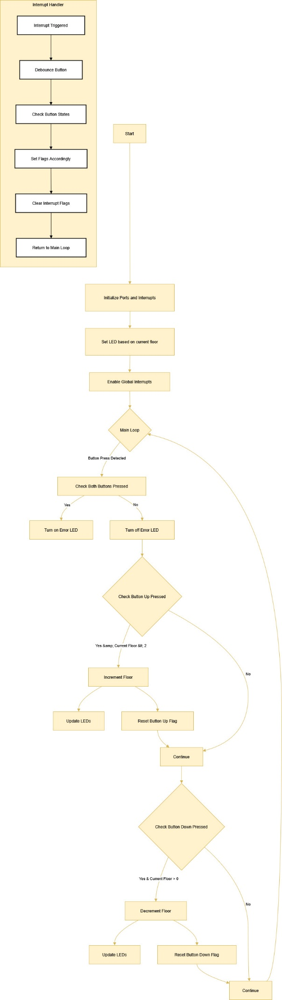 Interrupt Handler
Interrupt Triggered
Debounce Button
Check Button States
Set Flags Accordingly
Clear Interrupt Flags
Return to Main Loop
Start
Initialize Ports and Interrupts
Set LED based on current floor
Enable Global Interrupts
Main Loop
Button Press Detected
Check Both Buttons Pressed
Yes
No
Turn on Error LED
Turn off Error LED
Check Button Up Pressed
Yes &amp; Current Floor &lt; 2
No
Increment Floor
Update LEDs
Reset Button Up Flag
Continue
Check Button Down Pressed
Yes & Current Floor > 0
No
Decrement Floor
Update LEDs
Reset Button Down Flag
Continue